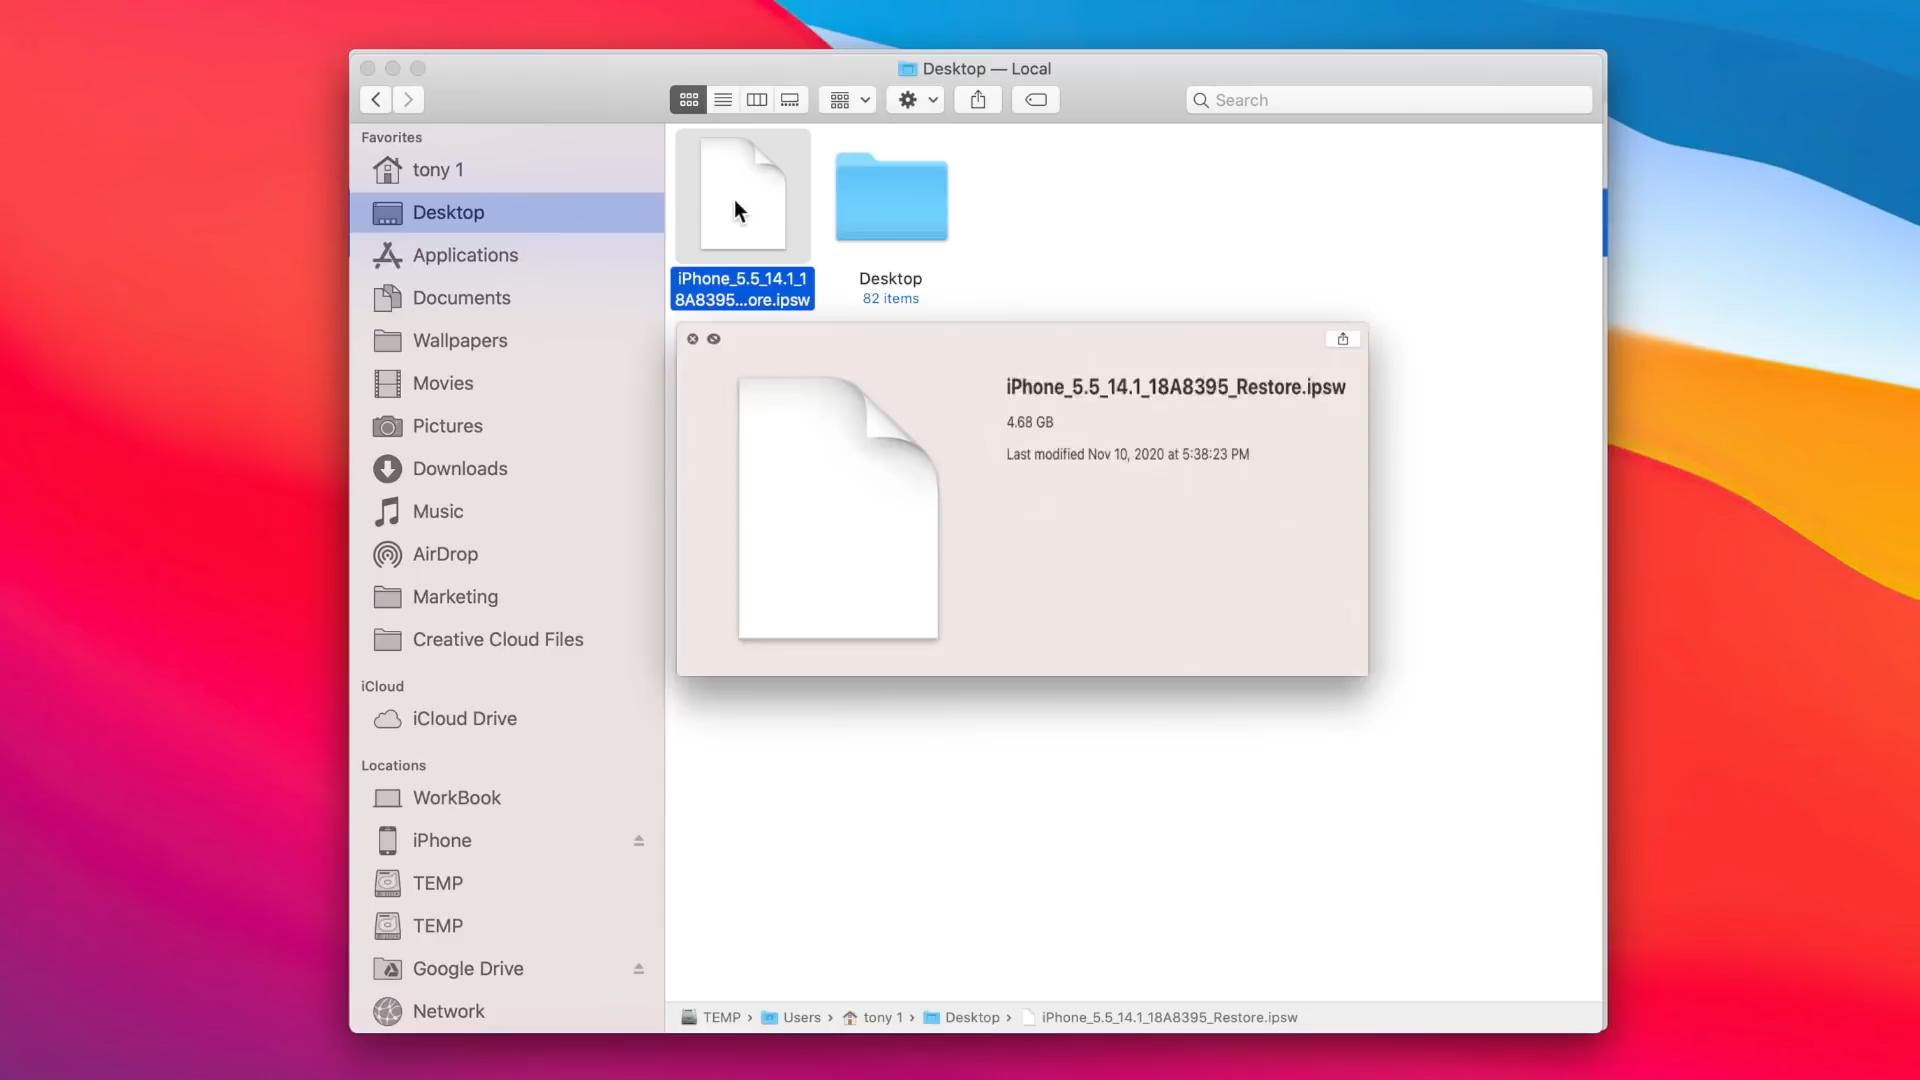 Desktop — Local
Search
Favorites
tony 1
Desktop
Applications
Documents
Wallpapers
Movies
Pictures
Downloads
Music
AirDrop
Marketing
Creative Cloud Files
iCloud
iCloud Drive
Locations
WorkBook
iPhone
TEMP
TEMP
Google Drive
Network
iPhone_5.5_14.1_1
8A8395...ore.ipsw
Desktop
82 items
iPhone_5.5_14.1_18A8395_Restore.ipsw
4.68 GB
Last modified Nov 10, 2020 at 5:38:23 PM
TEMP › Users › tony 1 › Desktop › iPhone_5.5_14.1_18A8395_Restore.ipsw